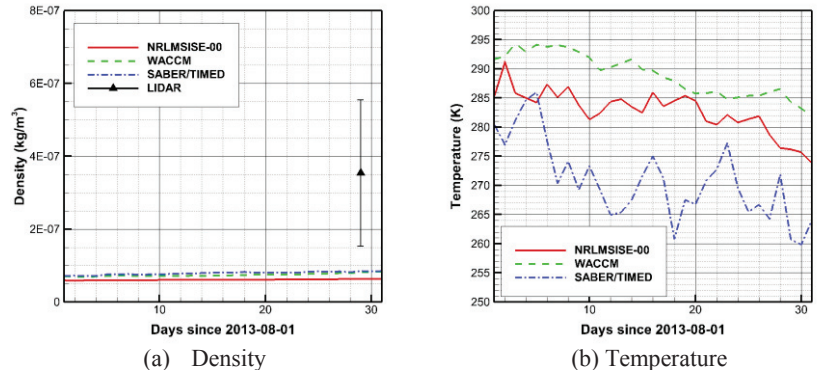 8E-07
6E-07
4E-07
2E-07
0
Density (kg/m³)
NRLMSISE-00
WACCM
SABER/TIMED
LIDAR
10
20
30
Days since 2013-08-01
(a) Density
300
295
290
285
280
275
270
265
260
255
250
Temperature (K)
NRLMSISE-00
WACCM
SABER/TIMED
10
20
30
Days since 2013-08-01
(b) Temperature